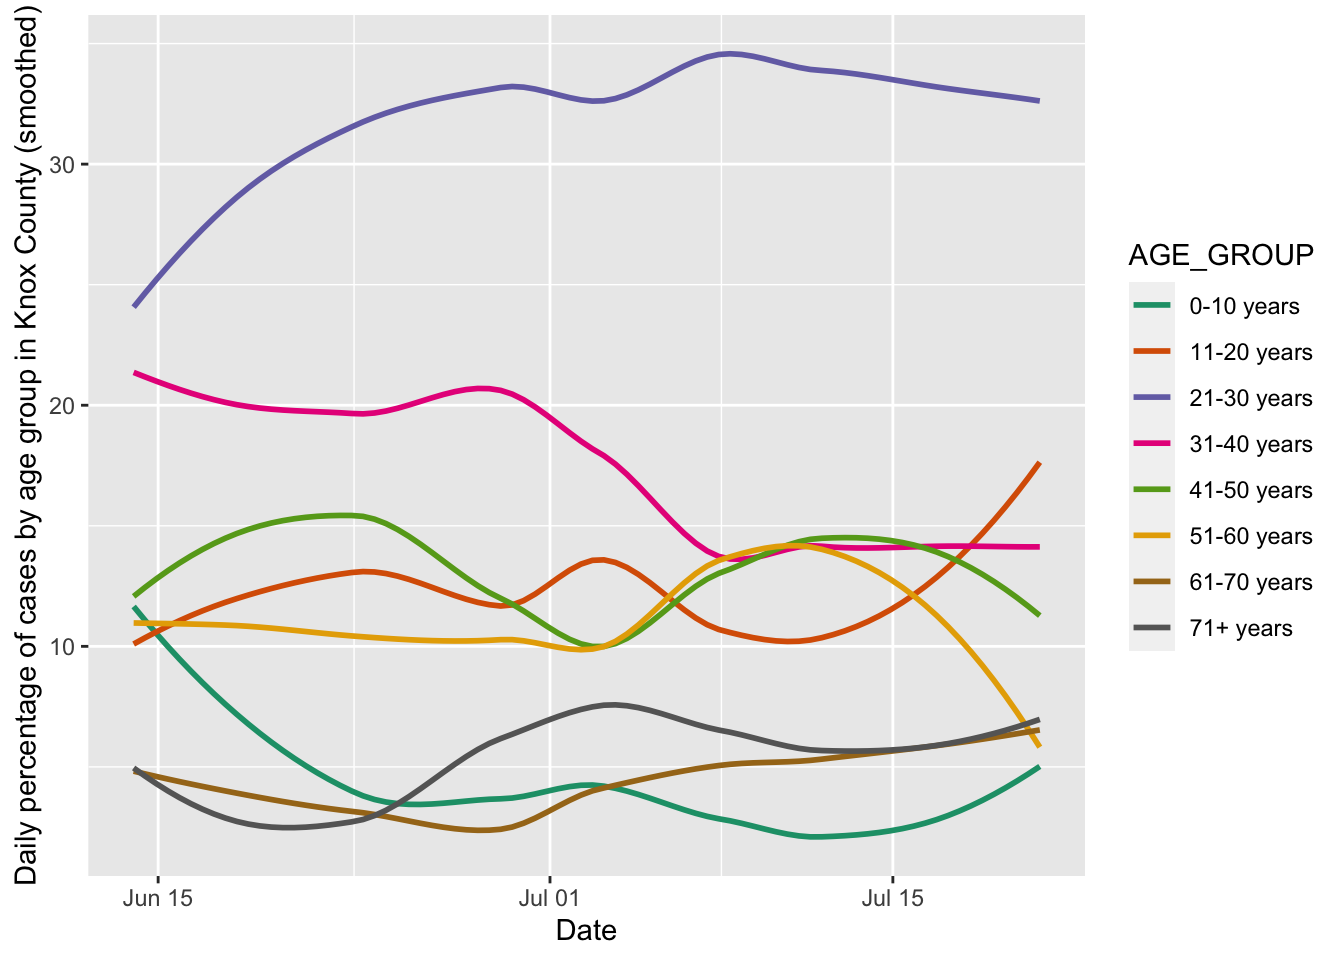 Daily percentage of cases by age group in Knox County (smoothed)
30
20
10
Jun 15
Jul 01
Jul 15
Date
AGE_GROUP
0-10 years
11-20 years
21-30 years
31-40 years
41-50 years
51-60 years
61-70 years
71+ years